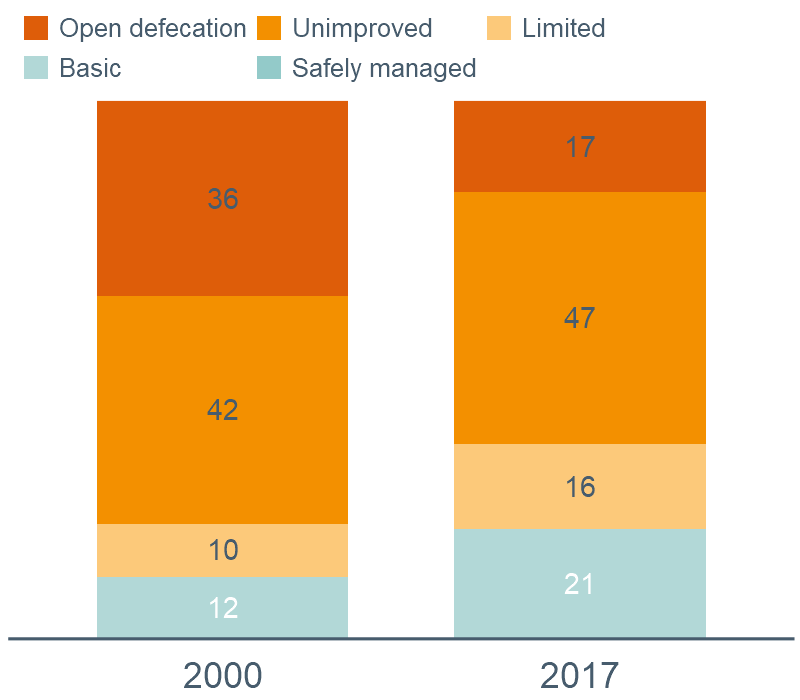 Open defecation Unimproved Limited
Basic Safely managed
36 17
42 47
10 16
12 21
2000 2017